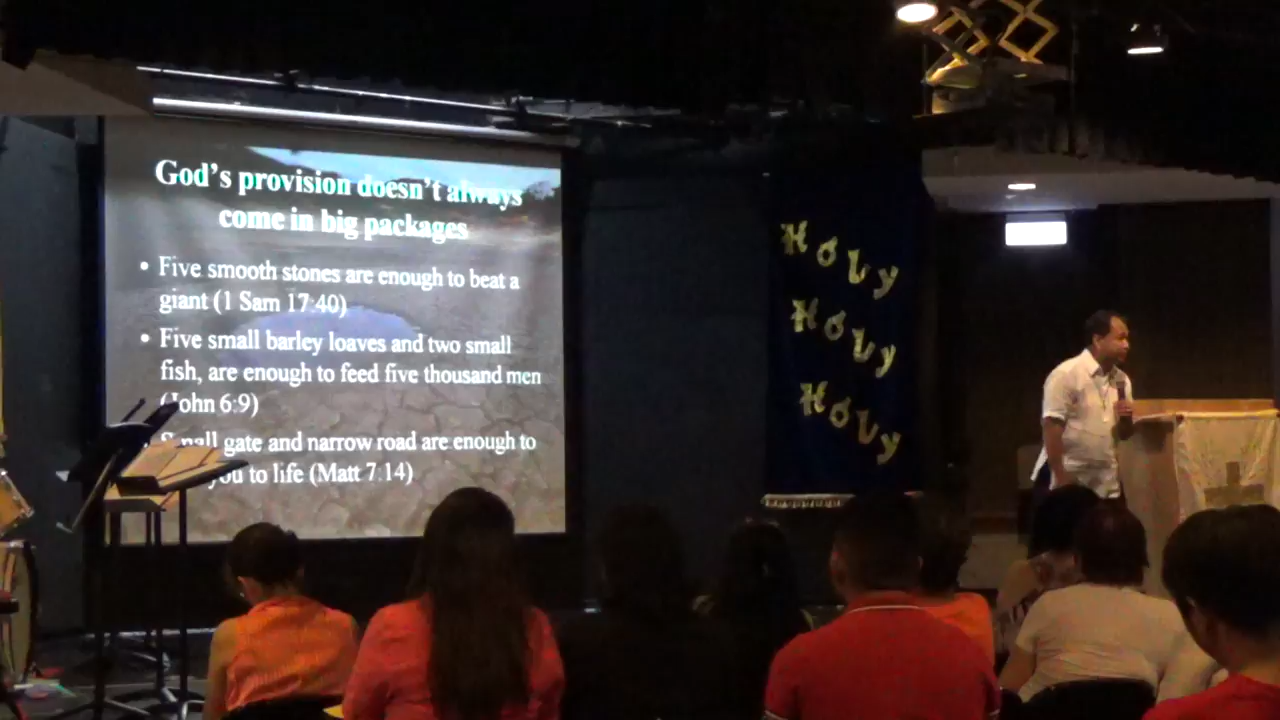 God's provision doesn't always
come in big packages
• Five smooth stones are enough to beat a
giant (1 Sam 17:40)
• Five small barley loaves and two small
fish, are enough to feed five thousand men
(John 6:9)
Small gate and narrow road are enough to
you to life (Matt 7:14)
Holy
Holy
Holy